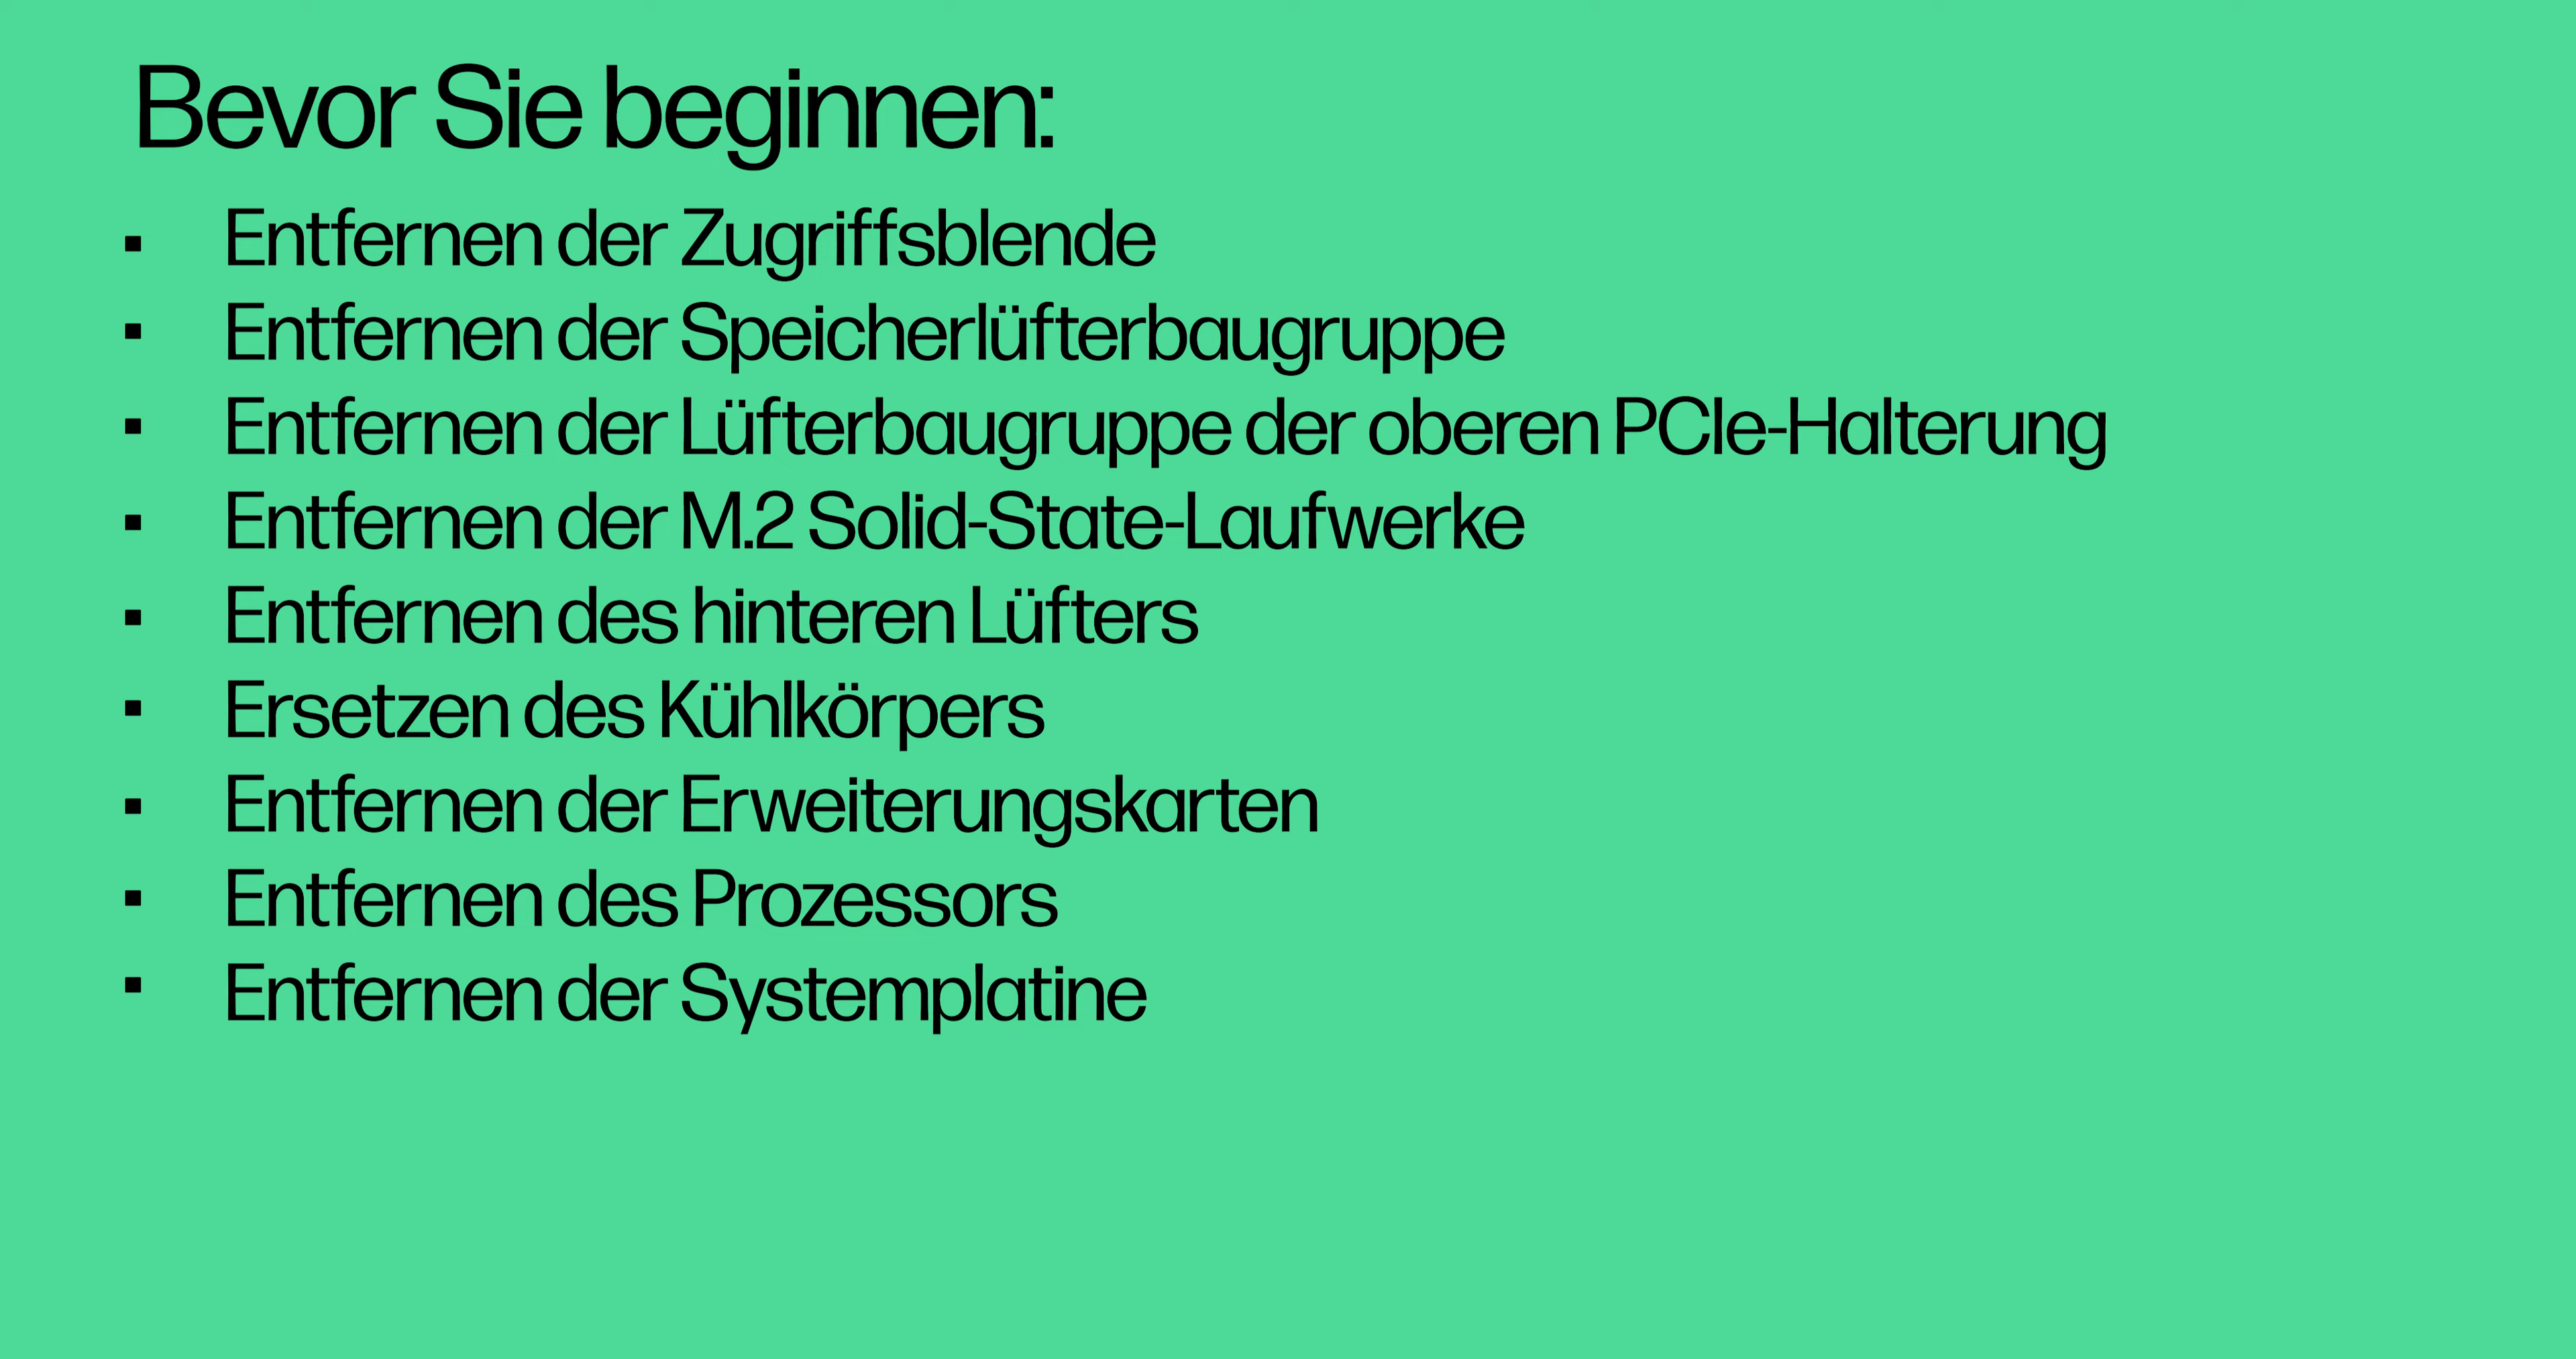 Bevor Sie beginnen:
▪ Entfernen der Zugriffsblende
▪ Entfernen der Speicherlüfterbaugruppe
▪ Entfernen der Lüfterbaugruppe der oberen PCIe-Halterung
▪ Entfernen der M.2 Solid-State-Laufwerke
▪ Entfernen des hinteren Lüfters
▪ Ersetzen des Kühlkörpers
▪ Entfernen der Erweiterungskarten
▪ Entfernen des Prozessors
▪ Entfernen der Systemplatine